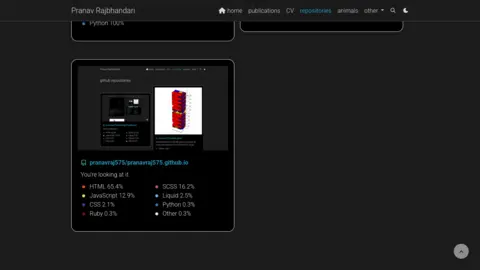 Pranav Rajbhandari
home publications CV repositories animals other
Python 100%
github repositories
pranavraj575/pranavraj575.github.io
You're looking at it
HTML 65.4% SCSS 16.2%
JavaScript 12.9% Liquid 2.5%
CSS 2.1% Python 0.3%
Ruby 0.3% Other 0.3%